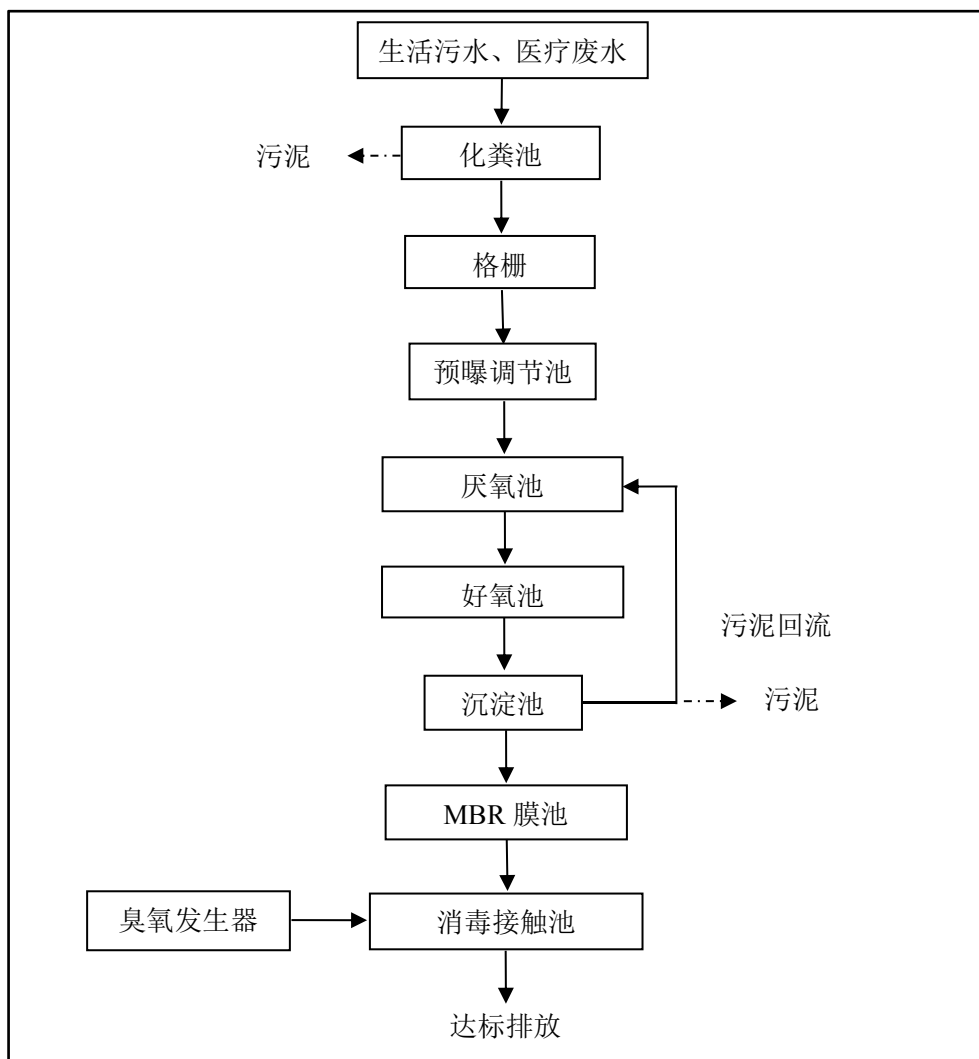 生活污水、医疗废水
污泥
化粪池
格栅
预曝调节池
厌氧池
好氧池
污泥回流
沉淀池
污泥
MBR 膜池
臭氧发生器
消毒接触池
达标排放